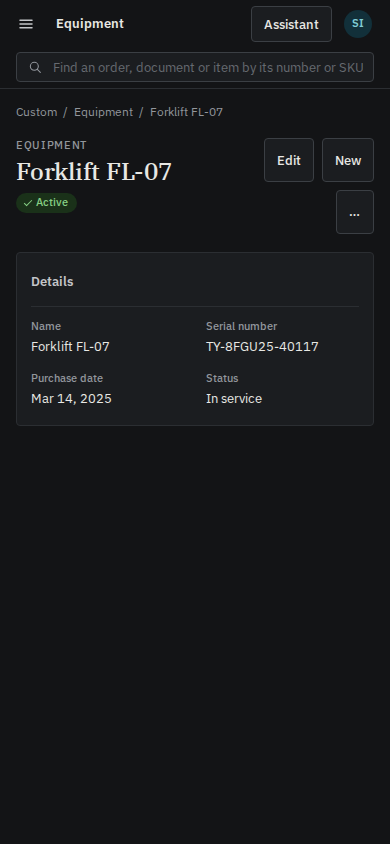 Equipment
Assistant
SI
Find an order, document or item by its number or SKU
Custom / Equipment / Forklift FL-07
EQUIPMENT
Forklift FL-07
Active
Edit
New
...
Details
Name
Serial number
Forklift FL-07
TY-8FGU25-40117
Purchase date
Status
Mar 14, 2025
In service